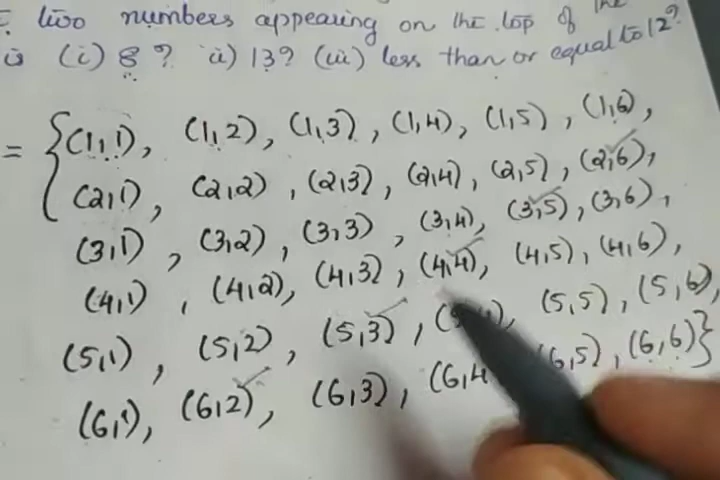 two numbers appearing on the top of the
is (i) 8? ii) 13? (iii) less than or equal to 12?
= {(1,1), (1,2), (1,3), (1,4), (1,5), (1,6),
(2,1), (2,2), (2,3), (2,4), (2,5), (2,6),
(3,1), (3,2), (3,3), (3,4), (3,5), (3,6),
(4,1), (4,2), (4,3), (4,4), (4,5), (4,6),
(5,1), (5,2), (5,3), (5,5), (5,6),
(6,1), (6,2), (6,3), (6,4 (6,5), (6,6)}